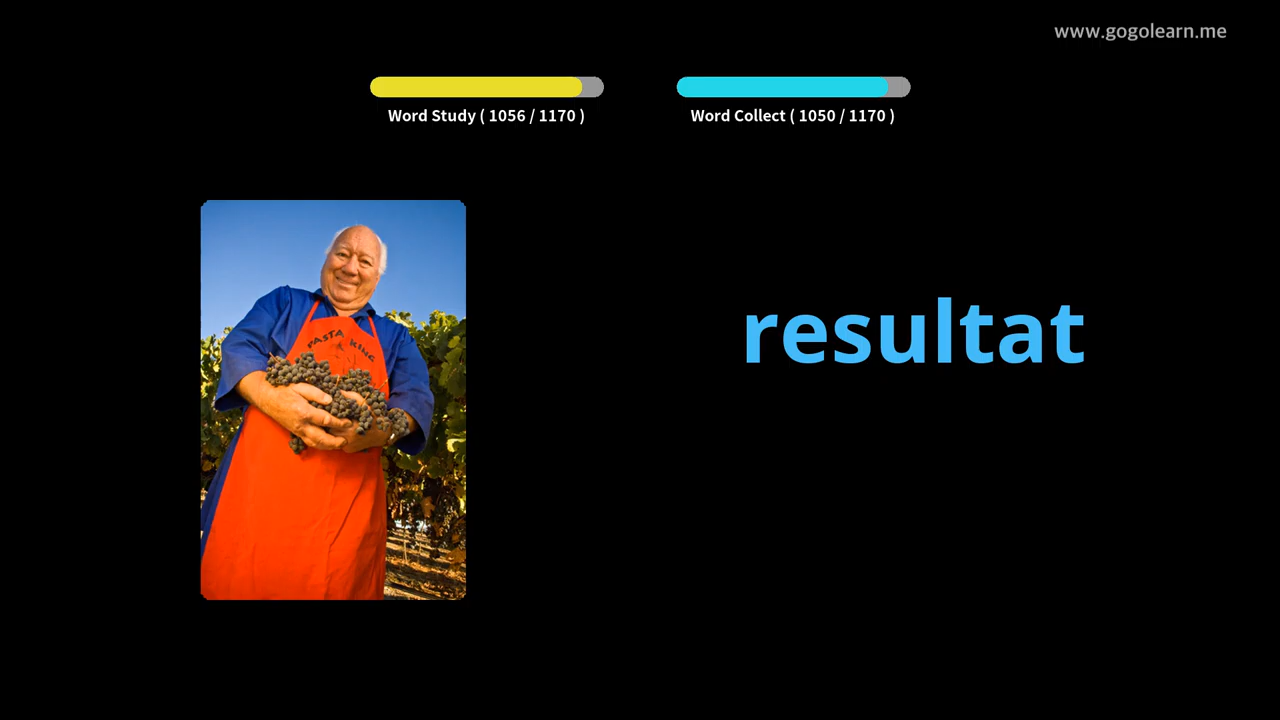 www.gogolearn.me
Word Study ( 1056 / 1170 )
Word Collect ( 1050 / 1170 )
PASTA KING
resultat